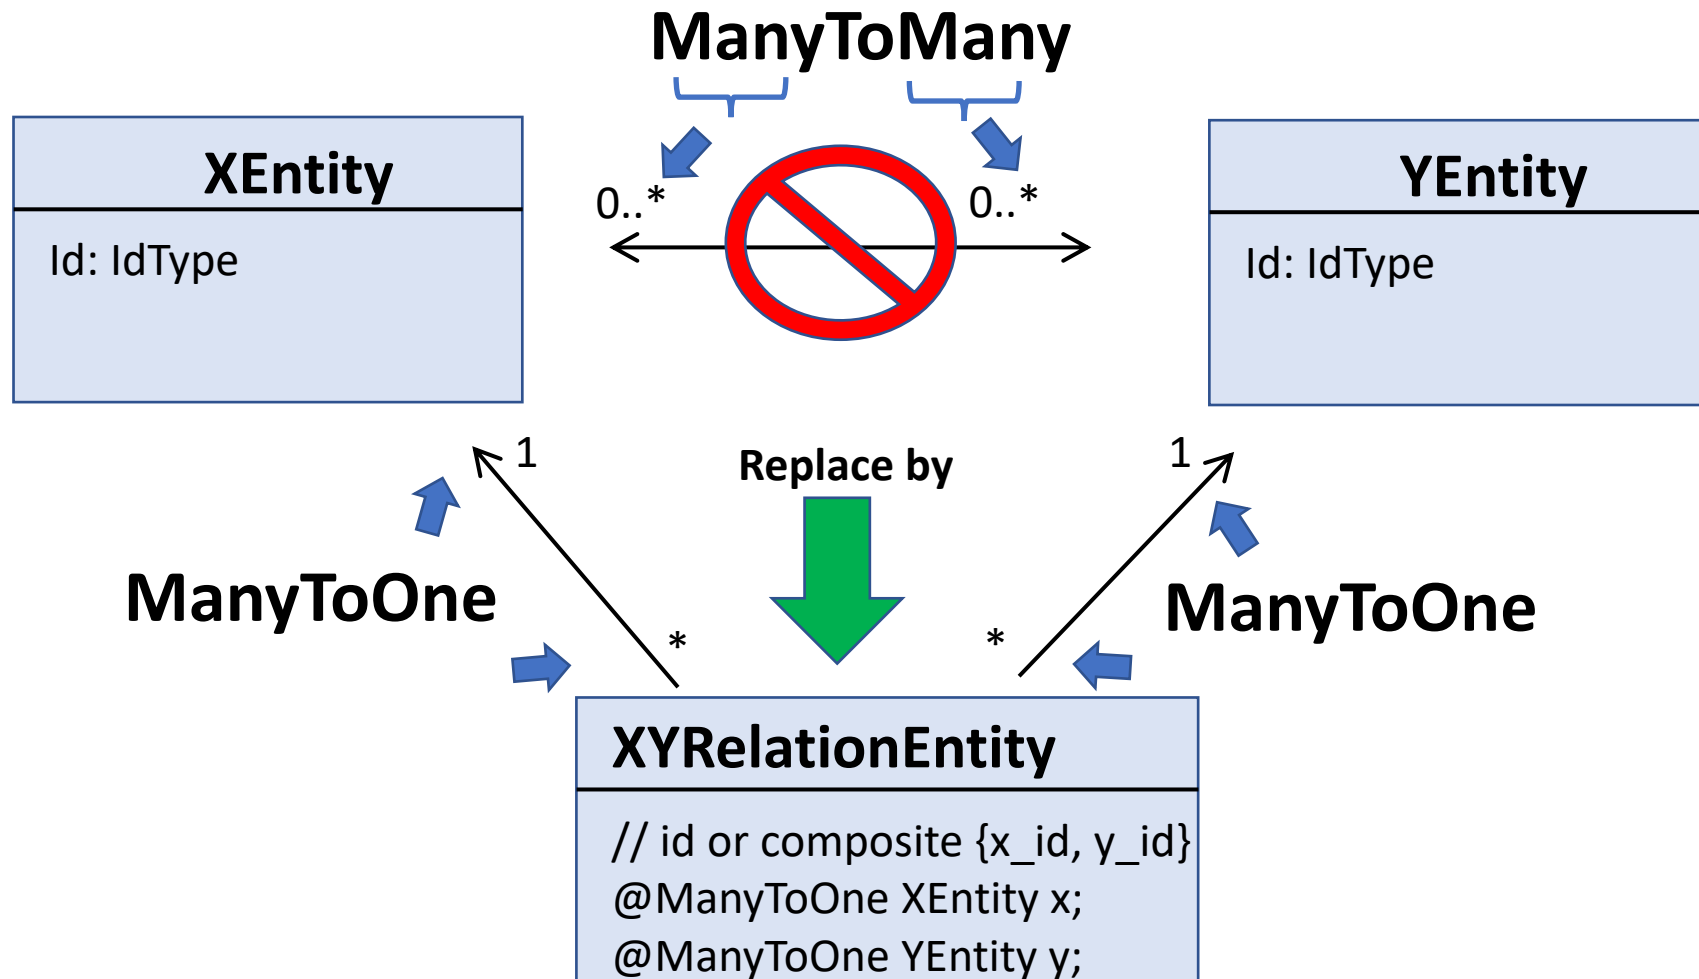 ManyToMany
XEntity
YEntity
0..*
0..*
Id: IdType
Id: IdType
1
Replace by
1
ManyToOne
ManyToOne
*
*
XYRelationEntity
// id or composite {x_id, y_id}
@ManyToOne XEntity x;
@ManyToOne YEntity y;